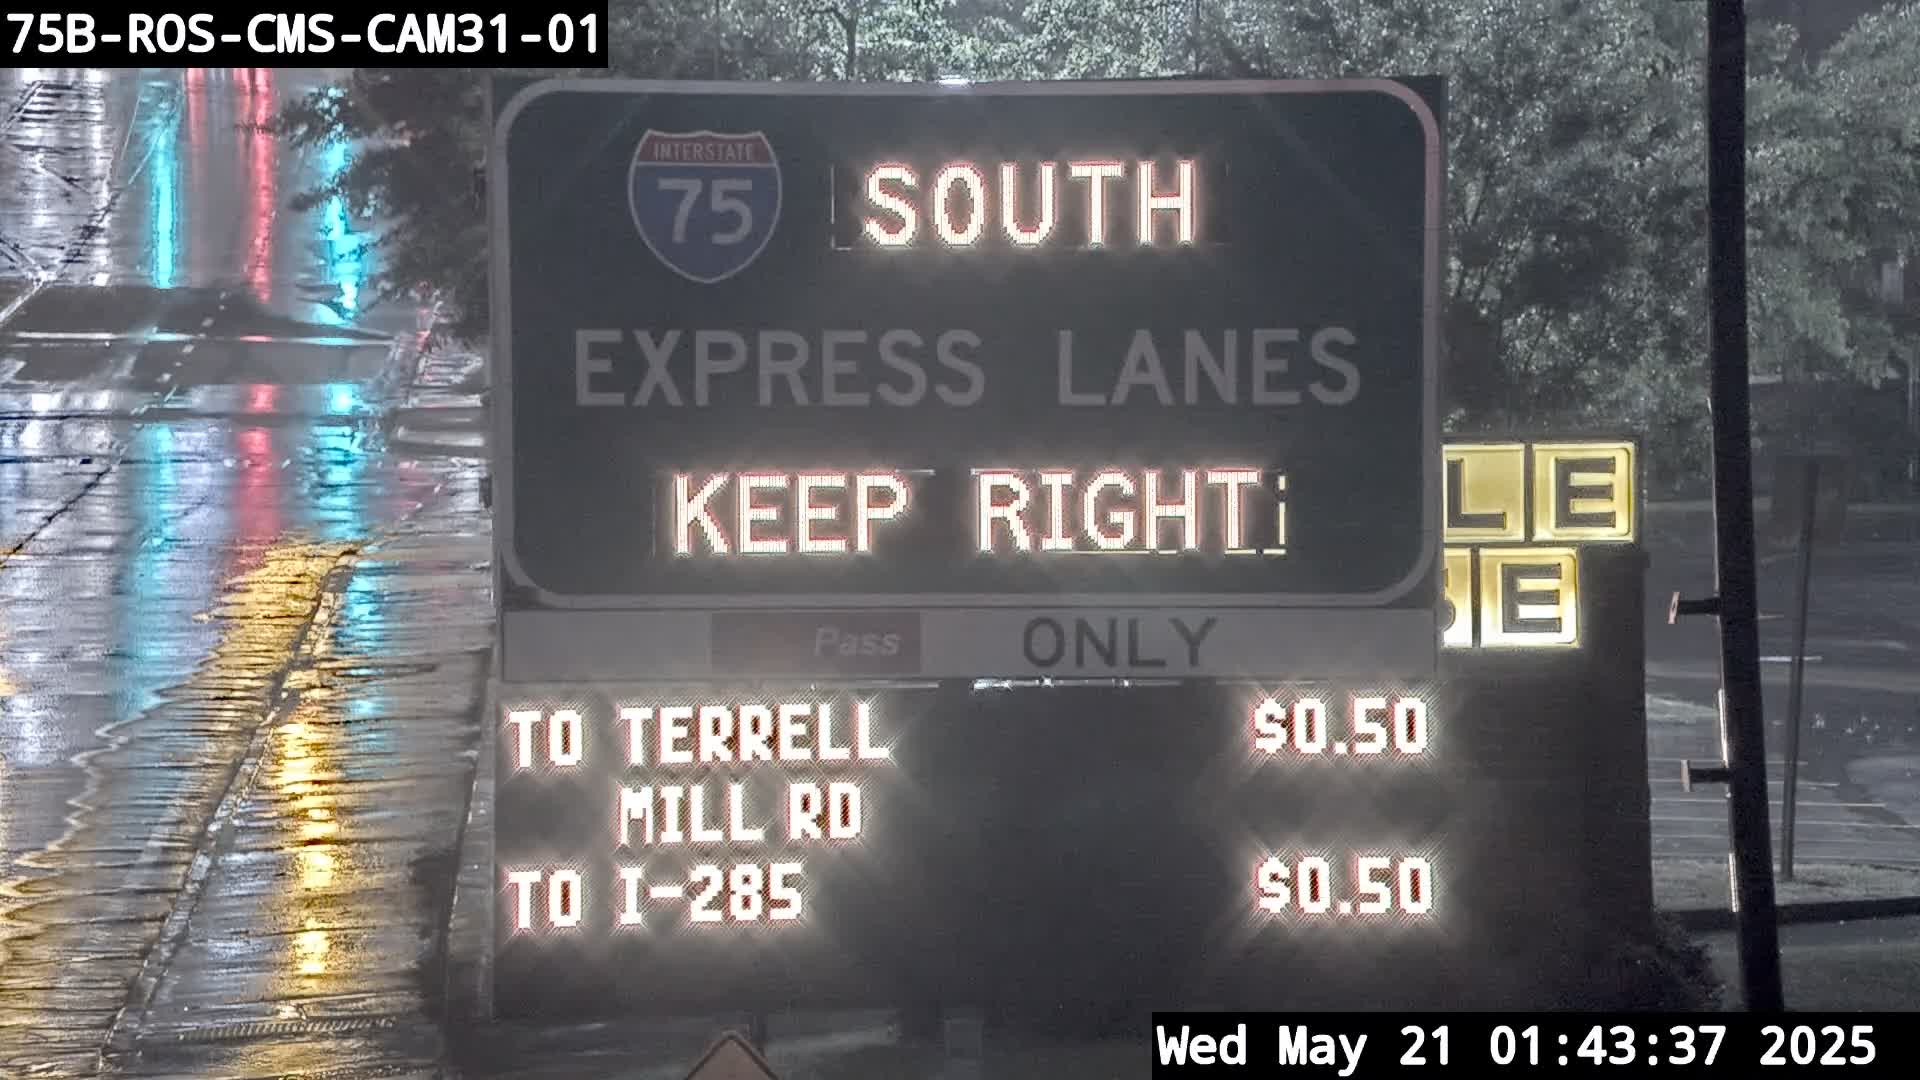 75B-ROS-CMS-CAM31-01
INTERSTATE
75
SOUTH
EXPRESS LANES
KEEP RIGHT
Pass ONLY
TO TERRELL $0.50
MILL RD
TO I-285 $0.50
LE
E
Wed May 21 01:43:37 2025